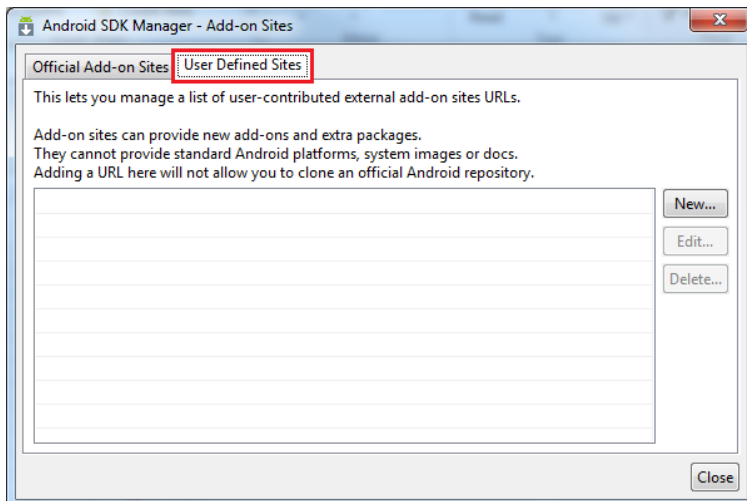 Android SDK Manager - Add-on Sites
Official Add-on Sites
User Defined Sites
This lets you manage a list of user-contributed external add-on sites URLs.
Add-on sites can provide new add-ons and extra packages.
They cannot provide standard Android platforms, system images or docs.
Adding a URL here will not allow you to clone an official Android repository.
New...
Edit...
Delete...
Close